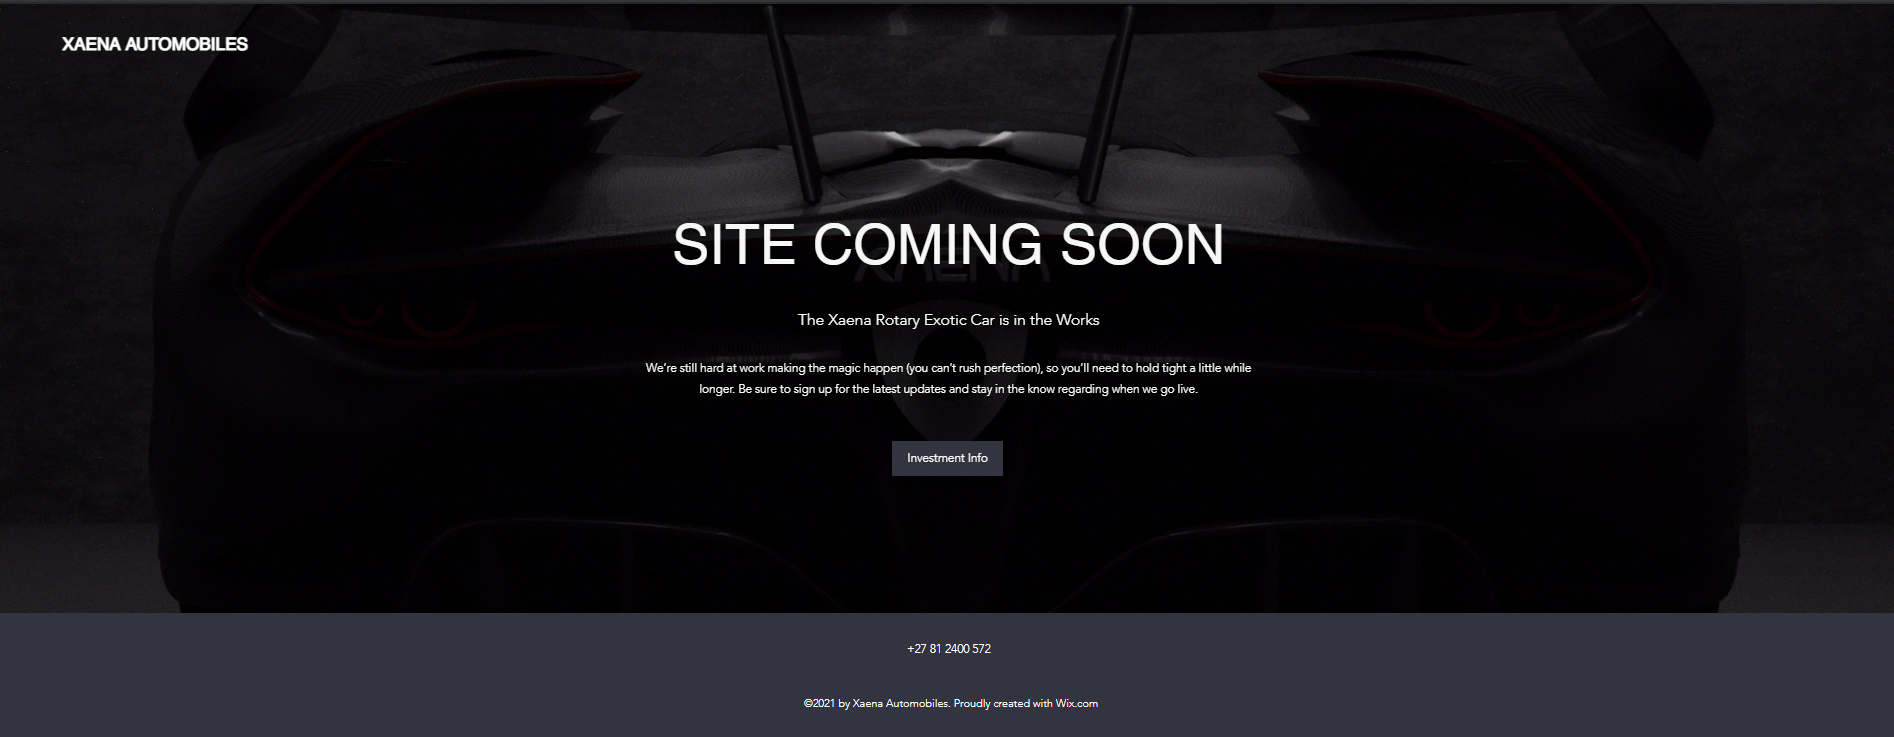 XAENA AUTOMOBILES
SITE COMING SOON
XAENA
The Xaena Rotary Exotic Car is in the Works
We're still hard at work making the magic happen (you can't rush perfection), so you'll need to hold tight a little while
longer. Be sure to sign up for the latest updates and stay in the know regarding when we go live.
Investment Info
+27 81 2400 572
©2021 by Xaena Automobiles. Proudly created with Wix.com